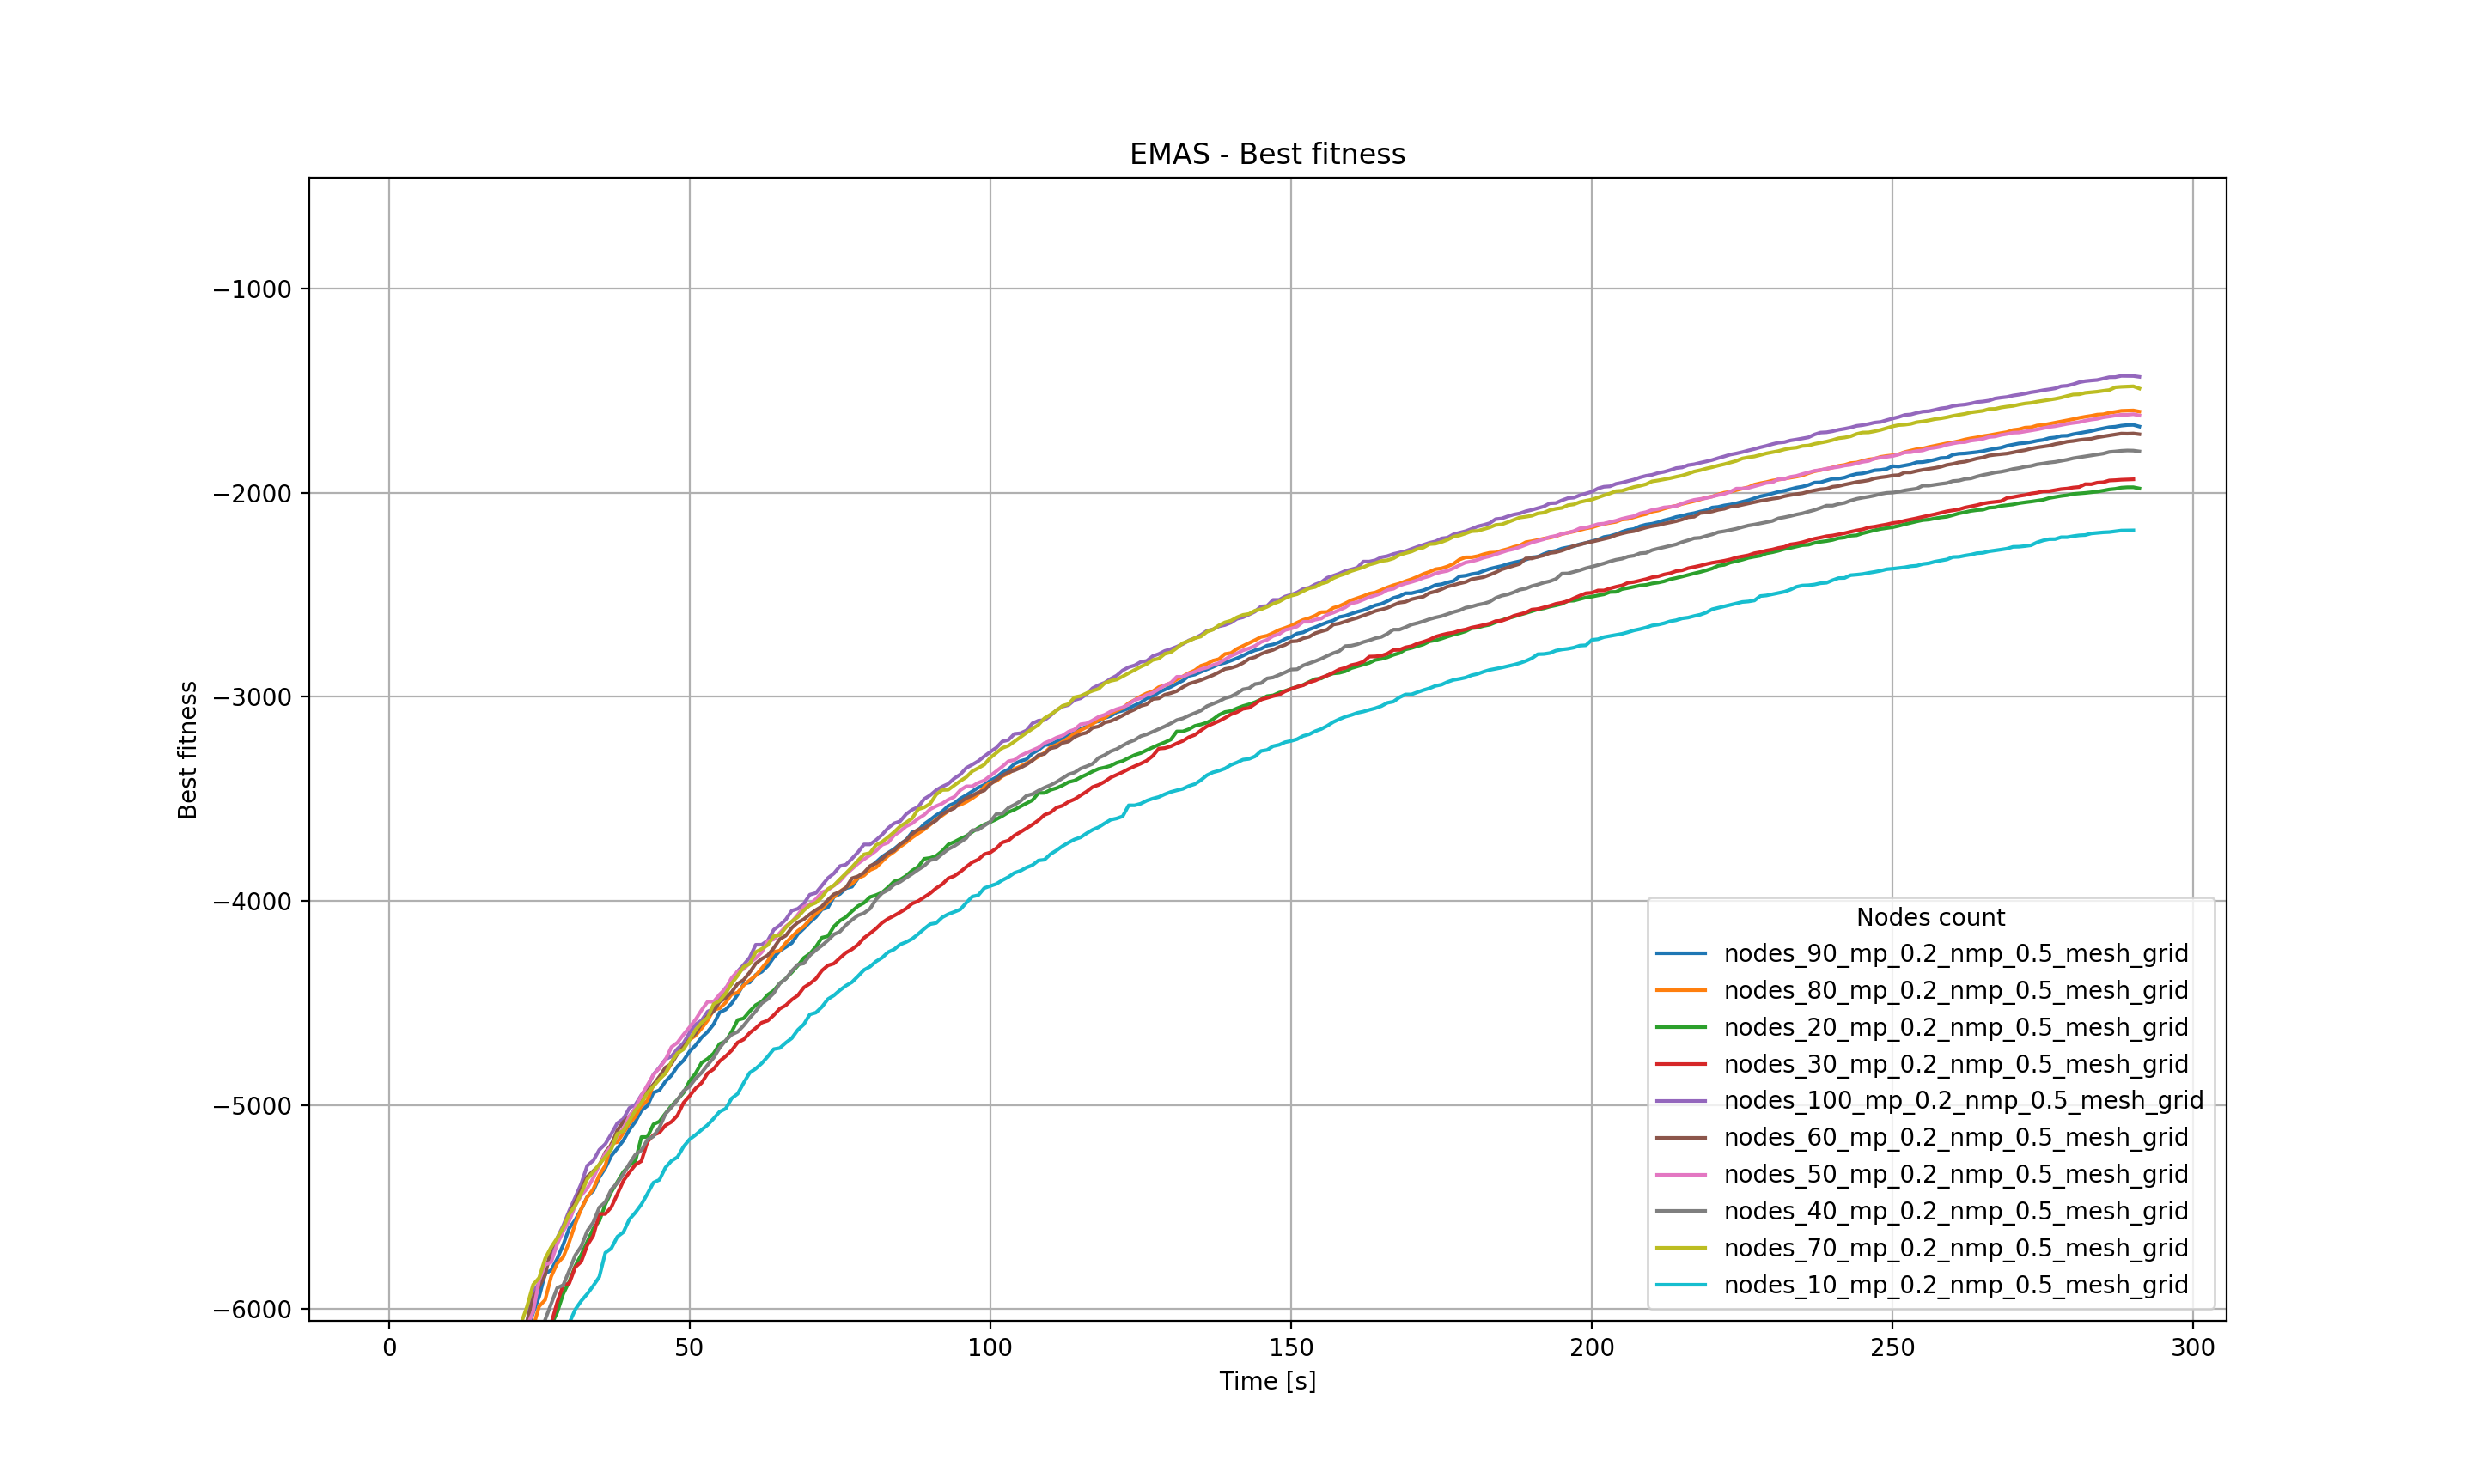 EMAS - Best fitness
Best fitness
−1000
−2000
−3000
−4000
−5000
−6000
Nodes count
nodes_90_mp_0.2_nmp_0.5_mesh_grid
nodes_80_mp_0.2_nmp_0.5_mesh_grid
nodes_20_mp_0.2_nmp_0.5_mesh_grid
nodes_30_mp_0.2_nmp_0.5_mesh_grid
nodes_100_mp_0.2_nmp_0.5_mesh_grid
nodes_60_mp_0.2_nmp_0.5_mesh_grid
nodes_50_mp_0.2_nmp_0.5_mesh_grid
nodes_40_mp_0.2_nmp_0.5_mesh_grid
nodes_70_mp_0.2_nmp_0.5_mesh_grid
nodes_10_mp_0.2_nmp_0.5_mesh_grid
0 50 100 150 200 250 300
Time [s]